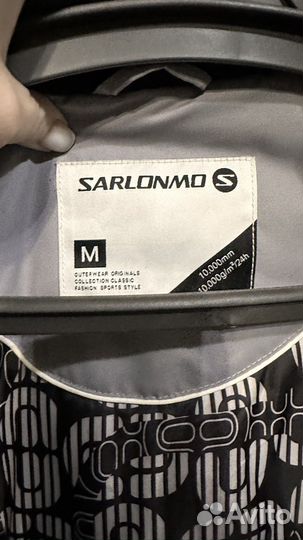 SARLONMO S
M
OUTERWEAR ORIGINALS
COLLECTION CLASSIC
FASHION SPORTS STYLE
10.000mm
10.000g/m²/24h
Avito